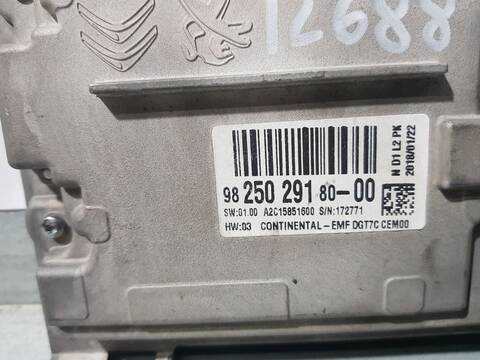 12688
98 250 291 80-00
SW:01.00 A2C15851600 S/N:172771
HW:03 CONTINENTAL-EMF DGT7C CEM00
N D1 L2 PK
2018/01/22